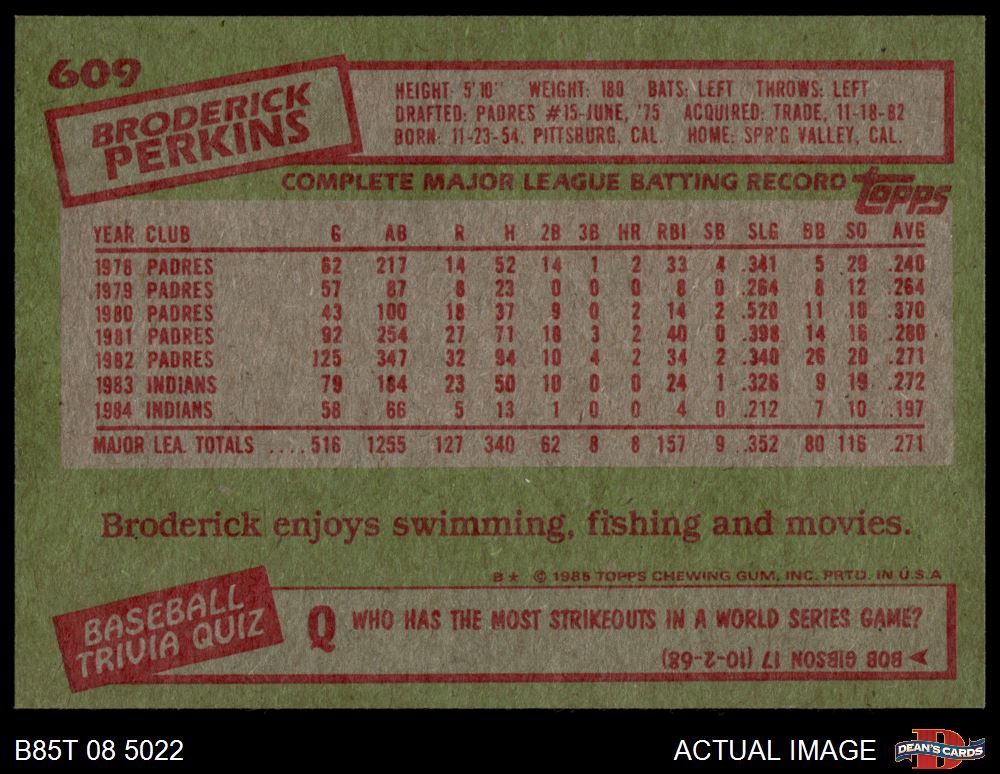 609
BRODERICK
PERKINS
HEIGHT: 5'10" WEIGHT: 180 BATS: LEFT THROWS: LEFT
DRAFTED: PADRES #15-JUNE, '75 ACQUIRED: TRADE, 11-18-82
BORN: 11-23-54, PITTSBURG, CAL. HOME: SPR'G VALLEY, CAL.
COMPLETE MAJOR LEAGUE BATTING RECORD topps
YEAR CLUB G AB R H 2B 3B HR RBI SB SLG BB SO AVG
1978 PADRES 62 217 14 52 14 1 2 33 4 .341 5 29 .240
1979 PADRES 57 87 8 23 0 0 0 8 0 .264 8 12 .264
1980 PADRES 43 100 18 37 9 0 2 14 2 .520 11 10 .370
1981 PADRES 92 254 27 71 18 3 2 40 0 .398 14 16 .280
1982 PADRES 125 347 32 94 10 4 2 34 2 .340 26 20 .271
1983 INDIANS 79 184 23 50 10 0 0 24 1 .326 9 19 .272
1984 INDIANS 58 66 5 13 1 0 0 4 0 .212 7 10 .197
MAJOR LEA. TOTALS ....516 1255 127 340 62 8 8 157 9 .352 80 116 .271
Broderick enjoys swimming, fishing and movies.
B* © 1985 TOPPS CHEWING GUM, INC. PRTD. IN U.S.A
BASEBALL
TRIVIA QUIZ
Q WHO HAS THE MOST STRIKEOUTS IN A WORLD SERIES GAME?
➤ BOB GIBSON 17 (10-2-68)
B85T 08 5022
ACTUAL IMAGE
D
DEAN'S CARDS